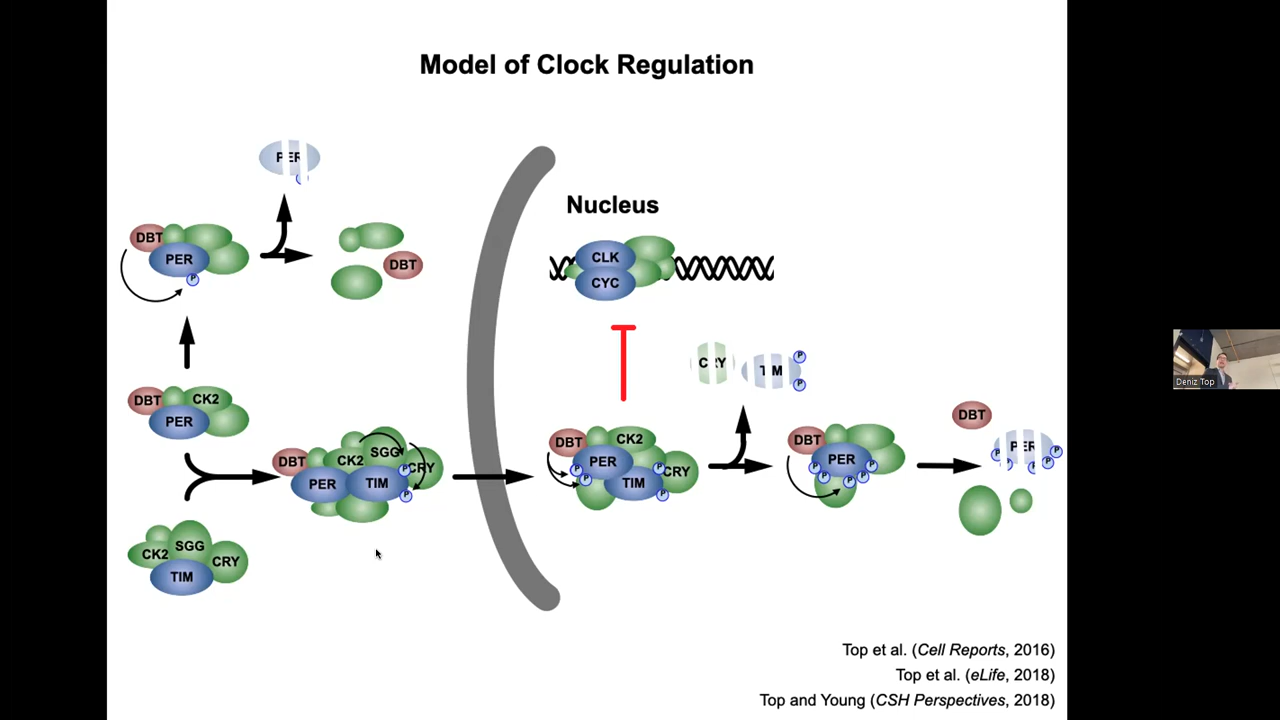 Model of Clock Regulation
PER
P
DBT
PER
P
DBT
Nucleus
CLK
CYC
DBT
CK2
PER
CRY
TIM
P
P
Deniz Top
DBT
CK2
SGG
CRY
PER
TIM
P
P
DBT
CK2
PER
CRY
TIM
P
P
P
P
DBT
PER
P
P
P
P
P
DBT
PER
P
P
P
P
CK2
SGG
CRY
TIM
Top et al. (Cell Reports, 2016)
Top et al. (eLife, 2018)
Top and Young (CSH Perspectives, 2018)